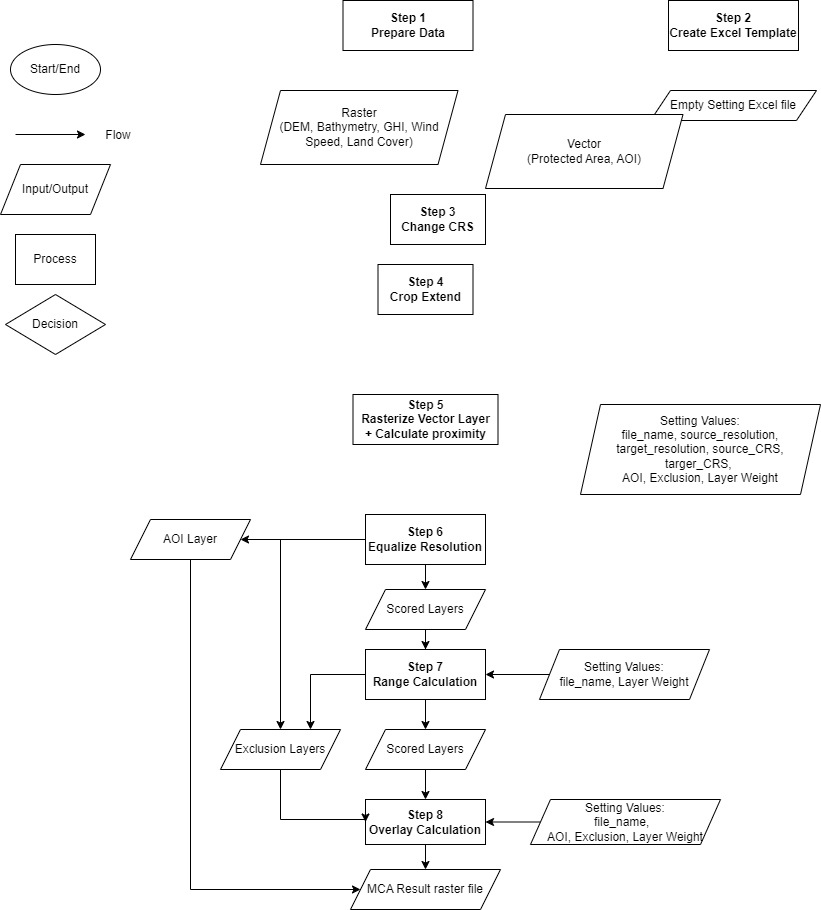 Step 1
Prepare Data
Step 2
Create Excel Template
Start/End
Flow
Input/Output
Process
Decision
Raster
(DEM, Bathymetry, GHI, Wind
Speed, Land Cover)
Empty Setting Excel file
Vector
(Protected Area, AOI)
Step 3
Change CRS
Step 4
Crop Extend
Step 5
Rasterize Vector Layer
+ Calculate proximity
Setting Values:
file_name, source_resolution,
target_resolution, source_CRS,
targer_CRS,
AOI, Exclusion, Layer Weight
AOI Layer
Step 6
Equalize Resolution
Scored Layers
Step 7
Range Calculation
Setting Values:
file_name, Layer Weight
Exclusion Layers
Scored Layers
Step 8
Overlay Calculation
Setting Values:
file_name,
AOI, Exclusion, Layer Weight
MCA Result raster file